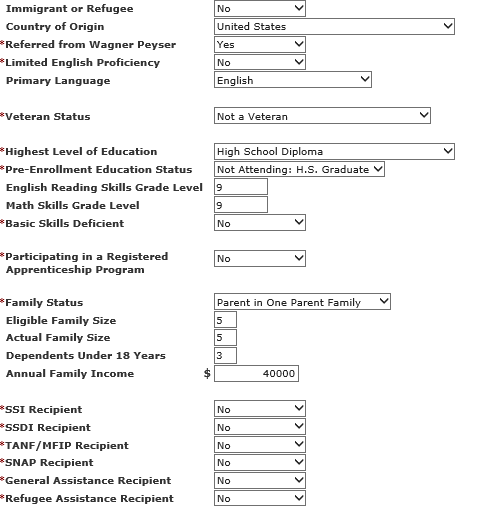 Immigrant or Refugee No
Country of Origin United States
*Referred from Wagner Peyser Yes
*Limited English Proficiency No
Primary Language English
*Veteran Status Not a Veteran
*Highest Level of Education High School Diploma
*Pre-Enrollment Education Status Not Attending: H.S. Graduate
English Reading Skills Grade Level 9
Math Skills Grade Level 9
*Basic Skills Deficient No
*Participating in a Registered No
Apprenticeship Program
*Family Status Parent in One Parent Family
Eligible Family Size 5
Actual Family Size 5
Dependents Under 18 Years 3
Annual Family Income $ 40000
*SSI Recipient No
*SSDI Recipient No
*TANF/MFIP Recipient No
*SNAP Recipient No
*General Assistance Recipient No
*Refugee Assistance Recipient No